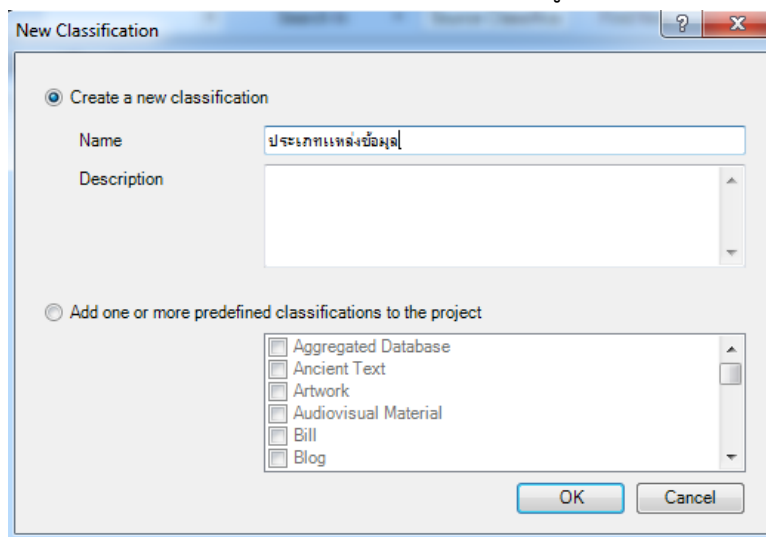 New Classification
Create a new classification
Name
ประเภทแหล่งข้อมูล
Description
Add one or more predefined classifications to the project
Aggregated Database
Ancient Text
Artwork
Audiovisual Material
Bill
Blog
OK Cancel